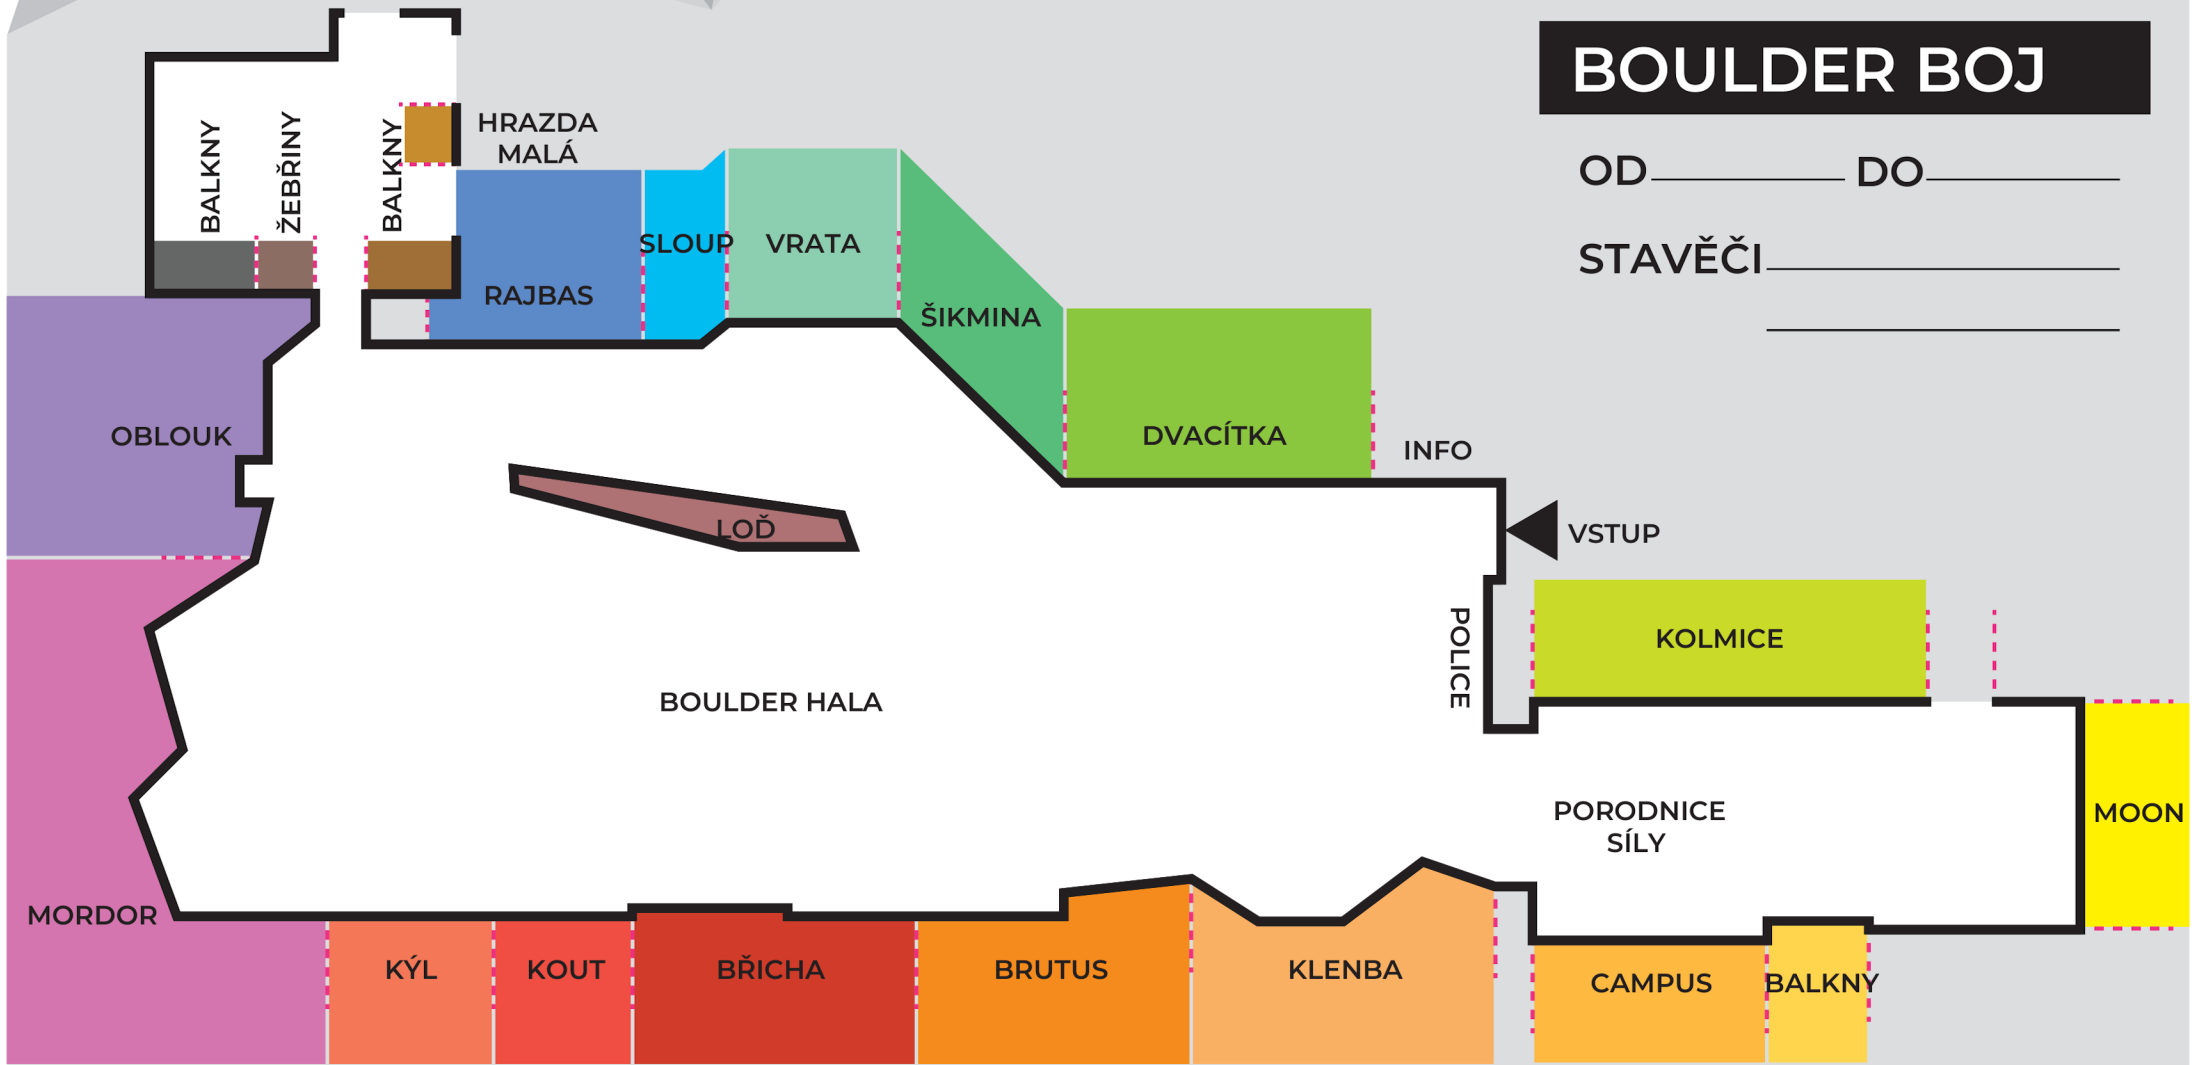 BOULDER BOJ
OD DO
STAVĚČI
BALKNY
ŽEBŘINY
BALKNY
HRAZDA
MALÁ
RAJBAS
SLOUP
VRATA
ŠIKMINA
DVACÍTKA
INFO
VSTUP
OBLOUK
LOĎ
POLICE
KOLMICE
BOULDER HALA
PORODNICE
SÍLY
MOON
MORDOR
KÝL
KOUT
BŘICHA
BRUTUS
KLENBA
CAMPUS
BALKNY